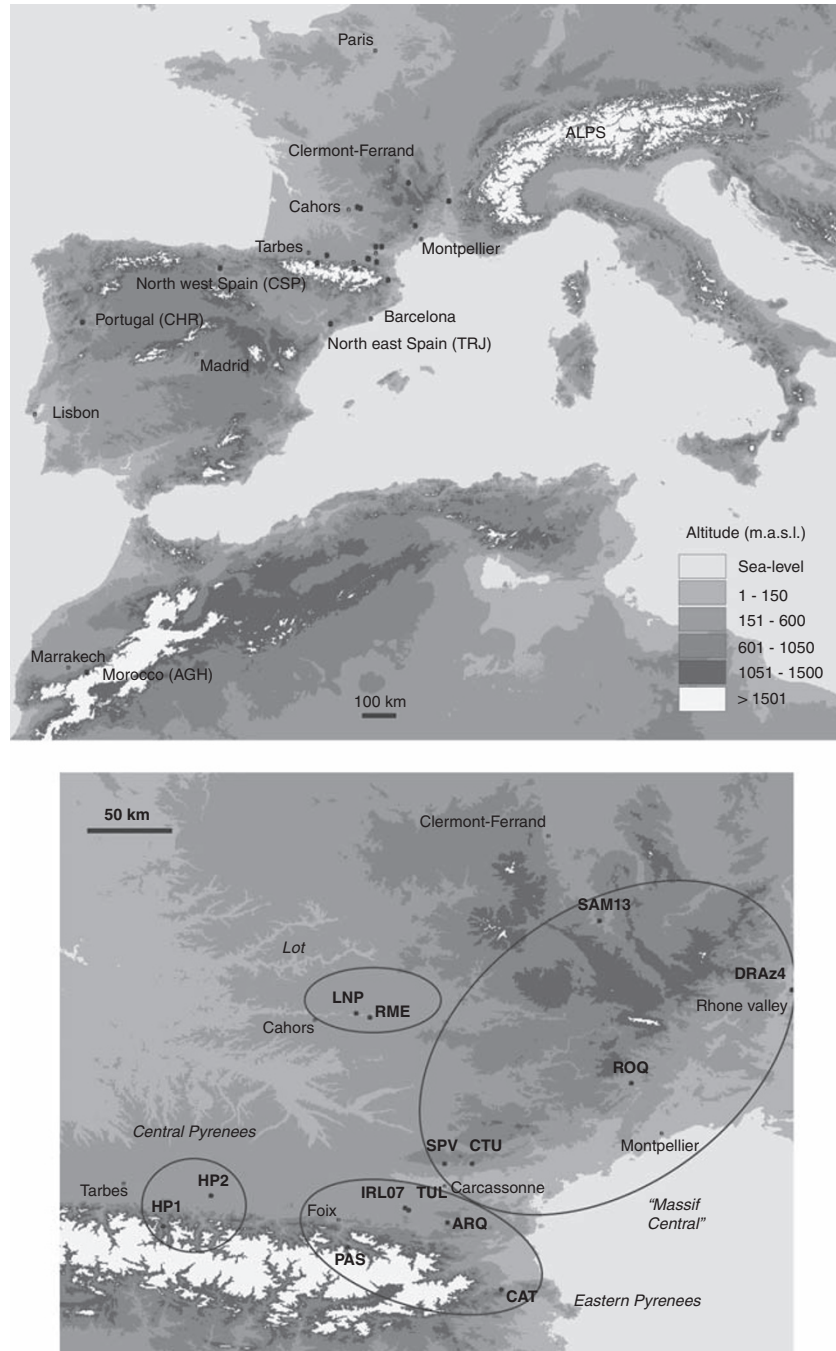 Paris
ALPS
Clermont-Ferrand
Cahors
Tarbes
Montpellier
North west Spain (CSP)
Portugal (CHR)
Barcelona
North east Spain (TRJ)
Madrid
Lisbon
Altitude (m.a.s.l.)
Sea-level
1 - 150
151 - 600
601 - 1050
1051 - 1500
> 1501
Marrakech
Morocco (AGH)
100 km
50 km
Clermont-Ferrand
SAM13
Lot
DRAz4
LNP
Rhone valley
RME
Cahors
ROQ
Central Pyrenees
SPV CTU
Montpellier
Tarbes
HP2
IRL07 TUL Carcassonne
HP1
Foix
ARQ
“Massif
Central”
PAS
CAT
Eastern Pyrenees